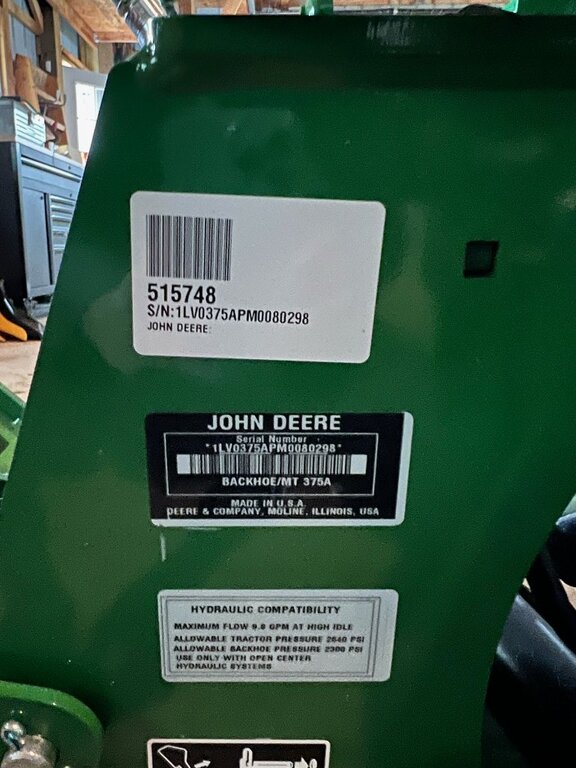 515748
S/N:1LV0375APM0080298
JOHN DEERE:
JOHN DEERE
Serial Number
*1LV0375APM0080298*
BACKHOE/MT 375A
MADE IN U.S.A.
DEERE & COMPANY, MOLINE, ILLINOIS, USA
HYDRAULIC COMPATIBILITY
MAXIMUM FLOW 9.8 GPM AT HIGH IDLE
ALLOWABLE TRACTOR PRESSURE 2640 PSI
ALLOWABLE BACKHOE PRESSURE 2300 PSI
USE ONLY WITH OPEN CENTER
HYDRAULIC SYSTEMS